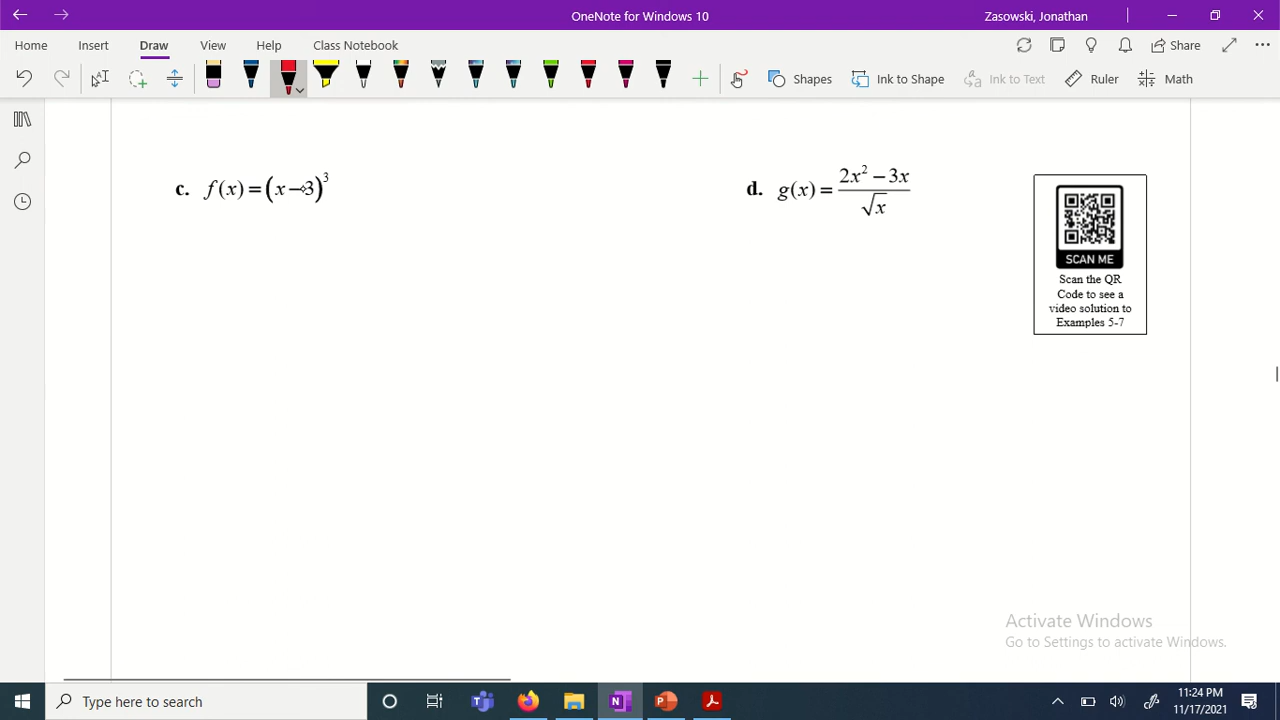 OneNote for Windows 10
Zasowski, Jonathan
Home Insert Draw View Help Class Notebook
Share
Shapes Ink to Shape Ink to Text Ruler Math
c. f(x) = (x−3)³
d. g(x) = (2x² − 3x)/√x
SCAN ME
Scan the QR
Code to see a
video solution to
Examples 5-7
Activate Windows
Go to Settings to activate Windows.
Type here to search
11:24 PM
11/17/2021